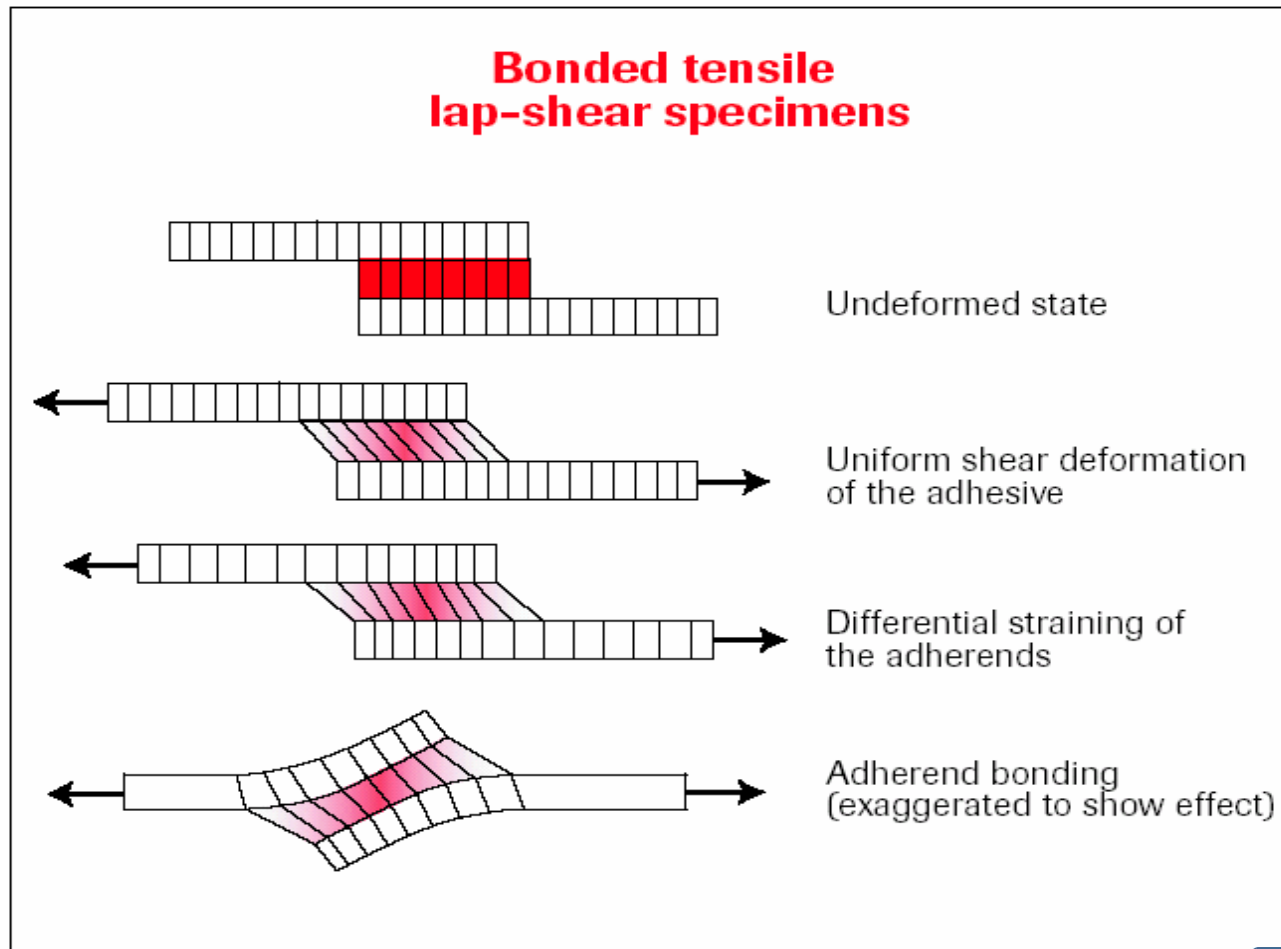 Bonded tensile
lap-shear specimens
Undeformed state
Uniform shear deformation
of the adhesive
Differential straining of
the adherends
Adherend bonding
(exaggerated to show effect)